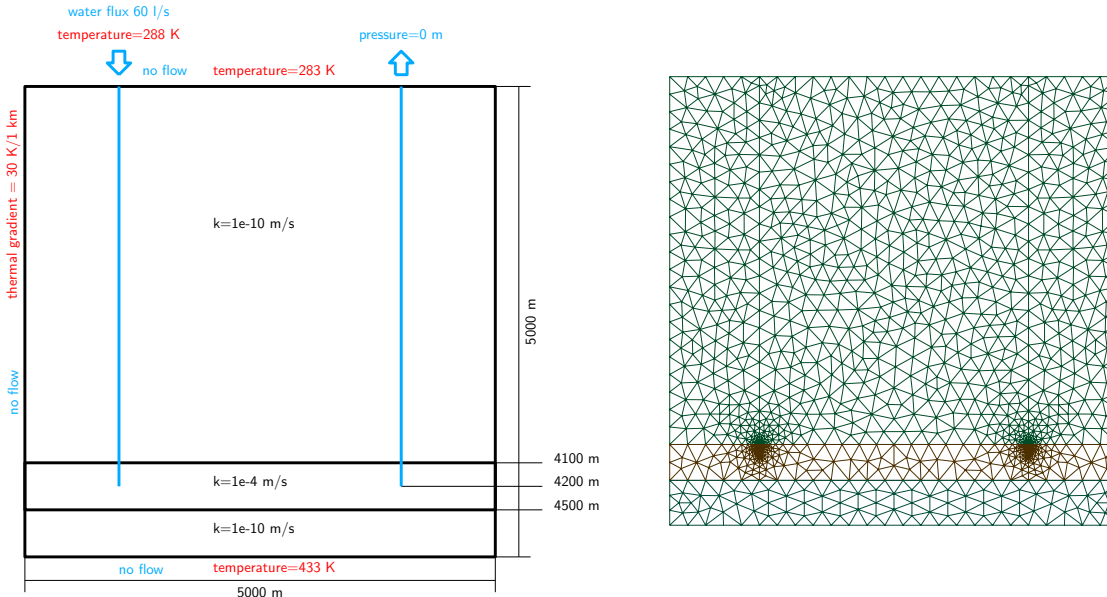 water flux 60 l/s
temperature=288 K
pressure=0 m
no flow
temperature=283 K
thermal gradient = 30 K/1 km
k=1e-10 m/s
5000 m
no flow
4100 m
k=1e-4 m/s
4200 m
4500 m
k=1e-10 m/s
no flow
temperature=433 K
5000 m